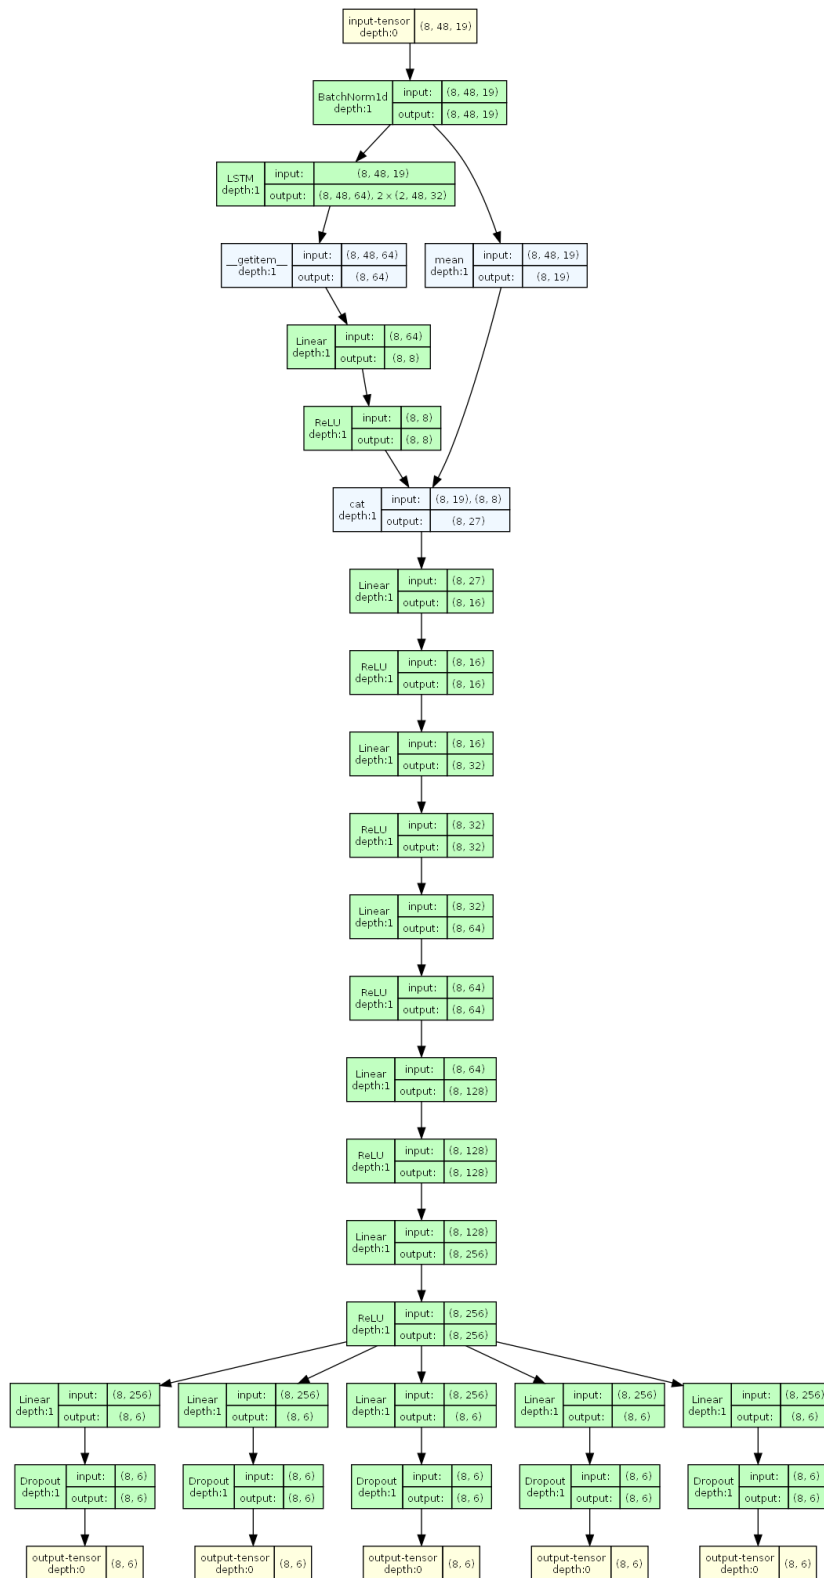 input-tensor
depth:0
(8, 48, 19)
BatchNorm1d
depth:1
input:
(8, 48, 19)
output:
(8, 48, 19)
LSTM
depth:1
input:
(8, 48, 19)
output:
(8, 48, 64), 2 x (2, 48, 32)
__getitem__
depth:1
input:
(8, 48, 64)
output:
(8, 64)
mean
depth:1
input:
(8, 48, 19)
output:
(8, 19)
Linear
depth:1
input:
(8, 64)
output:
(8, 8)
ReLU
depth:1
input:
(8, 8)
output:
(8, 8)
cat
depth:1
input:
(8, 19), (8, 8)
output:
(8, 27)
Linear
depth:1
input:
(8, 27)
output:
(8, 16)
ReLU
depth:1
input:
(8, 16)
output:
(8, 16)
Linear
depth:1
input:
(8, 16)
output:
(8, 32)
ReLU
depth:1
input:
(8, 32)
output:
(8, 32)
Linear
depth:1
input:
(8, 32)
output:
(8, 64)
ReLU
depth:1
input:
(8, 64)
output:
(8, 64)
Linear
depth:1
input:
(8, 64)
output:
(8, 128)
ReLU
depth:1
input:
(8, 128)
output:
(8, 128)
Linear
depth:1
input:
(8, 128)
output:
(8, 256)
ReLU
depth:1
input:
(8, 256)
output:
(8, 256)
Linear
depth:1
input:
(8, 256)
output:
(8, 6)
Linear
depth:1
input:
(8, 256)
output:
(8, 6)
Linear
depth:1
input:
(8, 256)
output:
(8, 6)
Linear
depth:1
input:
(8, 256)
output:
(8, 6)
Linear
depth:1
input:
(8, 256)
output:
(8, 6)
Dropout
depth:1
input:
(8, 6)
output:
(8, 6)
Dropout
depth:1
input:
(8, 6)
output:
(8, 6)
Dropout
depth:1
input:
(8, 6)
output:
(8, 6)
Dropout
depth:1
input:
(8, 6)
output:
(8, 6)
Dropout
depth:1
input:
(8, 6)
output:
(8, 6)
output-tensor
depth:0
(8, 6)
output-tensor
depth:0
(8, 6)
output-tensor
depth:0
(8, 6)
output-tensor
depth:0
(8, 6)
output-tensor
depth:0
(8, 6)